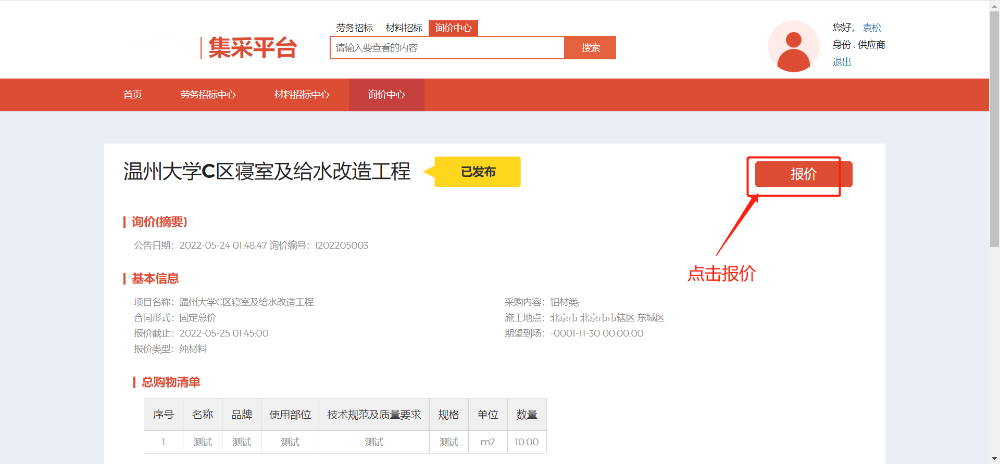 劳务招标 材料招标 询价中心
集采平台
请输入要查看的内容 搜索
您好， 袁松
身份 : 供应商
退出
首页 劳务招标中心 材料招标中心 询价中心
温州大学C区寝室及给水改造工程 已发布 报价
询价(摘要)
公告日期：2022-05-24 01:48:47 询价编号：I202205003
点击报价
基本信息
项目名称：温州大学C区寝室及给水改造工程 采购内容：铝材类;
合同形式：固定总价 施工地点：北京市 北京市市辖区 东城区
报价截止：2022-05-25 01:45:00 期望到场：-0001-11-30 00:00:00
报价类型：纯材料
总购物清单
序号 名称 品牌 使用部位 技术规范及质量要求 规格 单位 数量
1 测试 测试 测试 测试 测试 m2 10.00